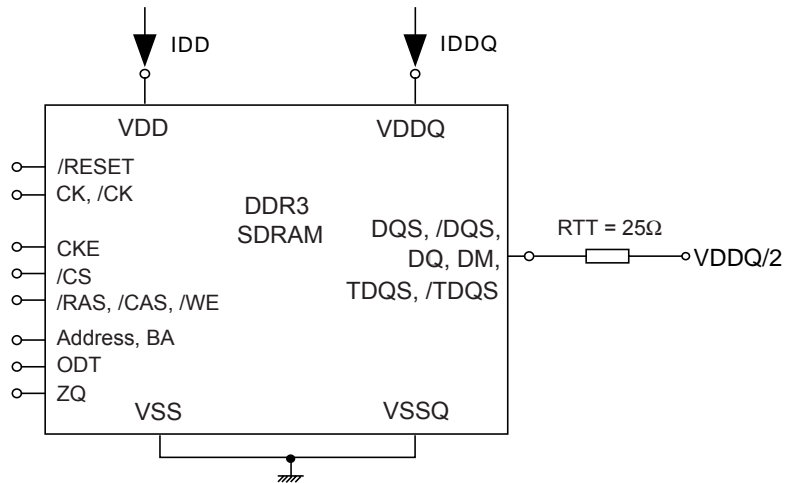 IDD
IDDQ
VDD
VDDQ
/RESET
CK, /CK
CKE
/CS
/RAS, /CAS, /WE
Address, BA
ODT
ZQ
DDR3
SDRAM
DQS, /DQS,
DQ, DM,
TDQS, /TDQS
RTT = 25Ω
VDDQ/2
VSS
VSSQ